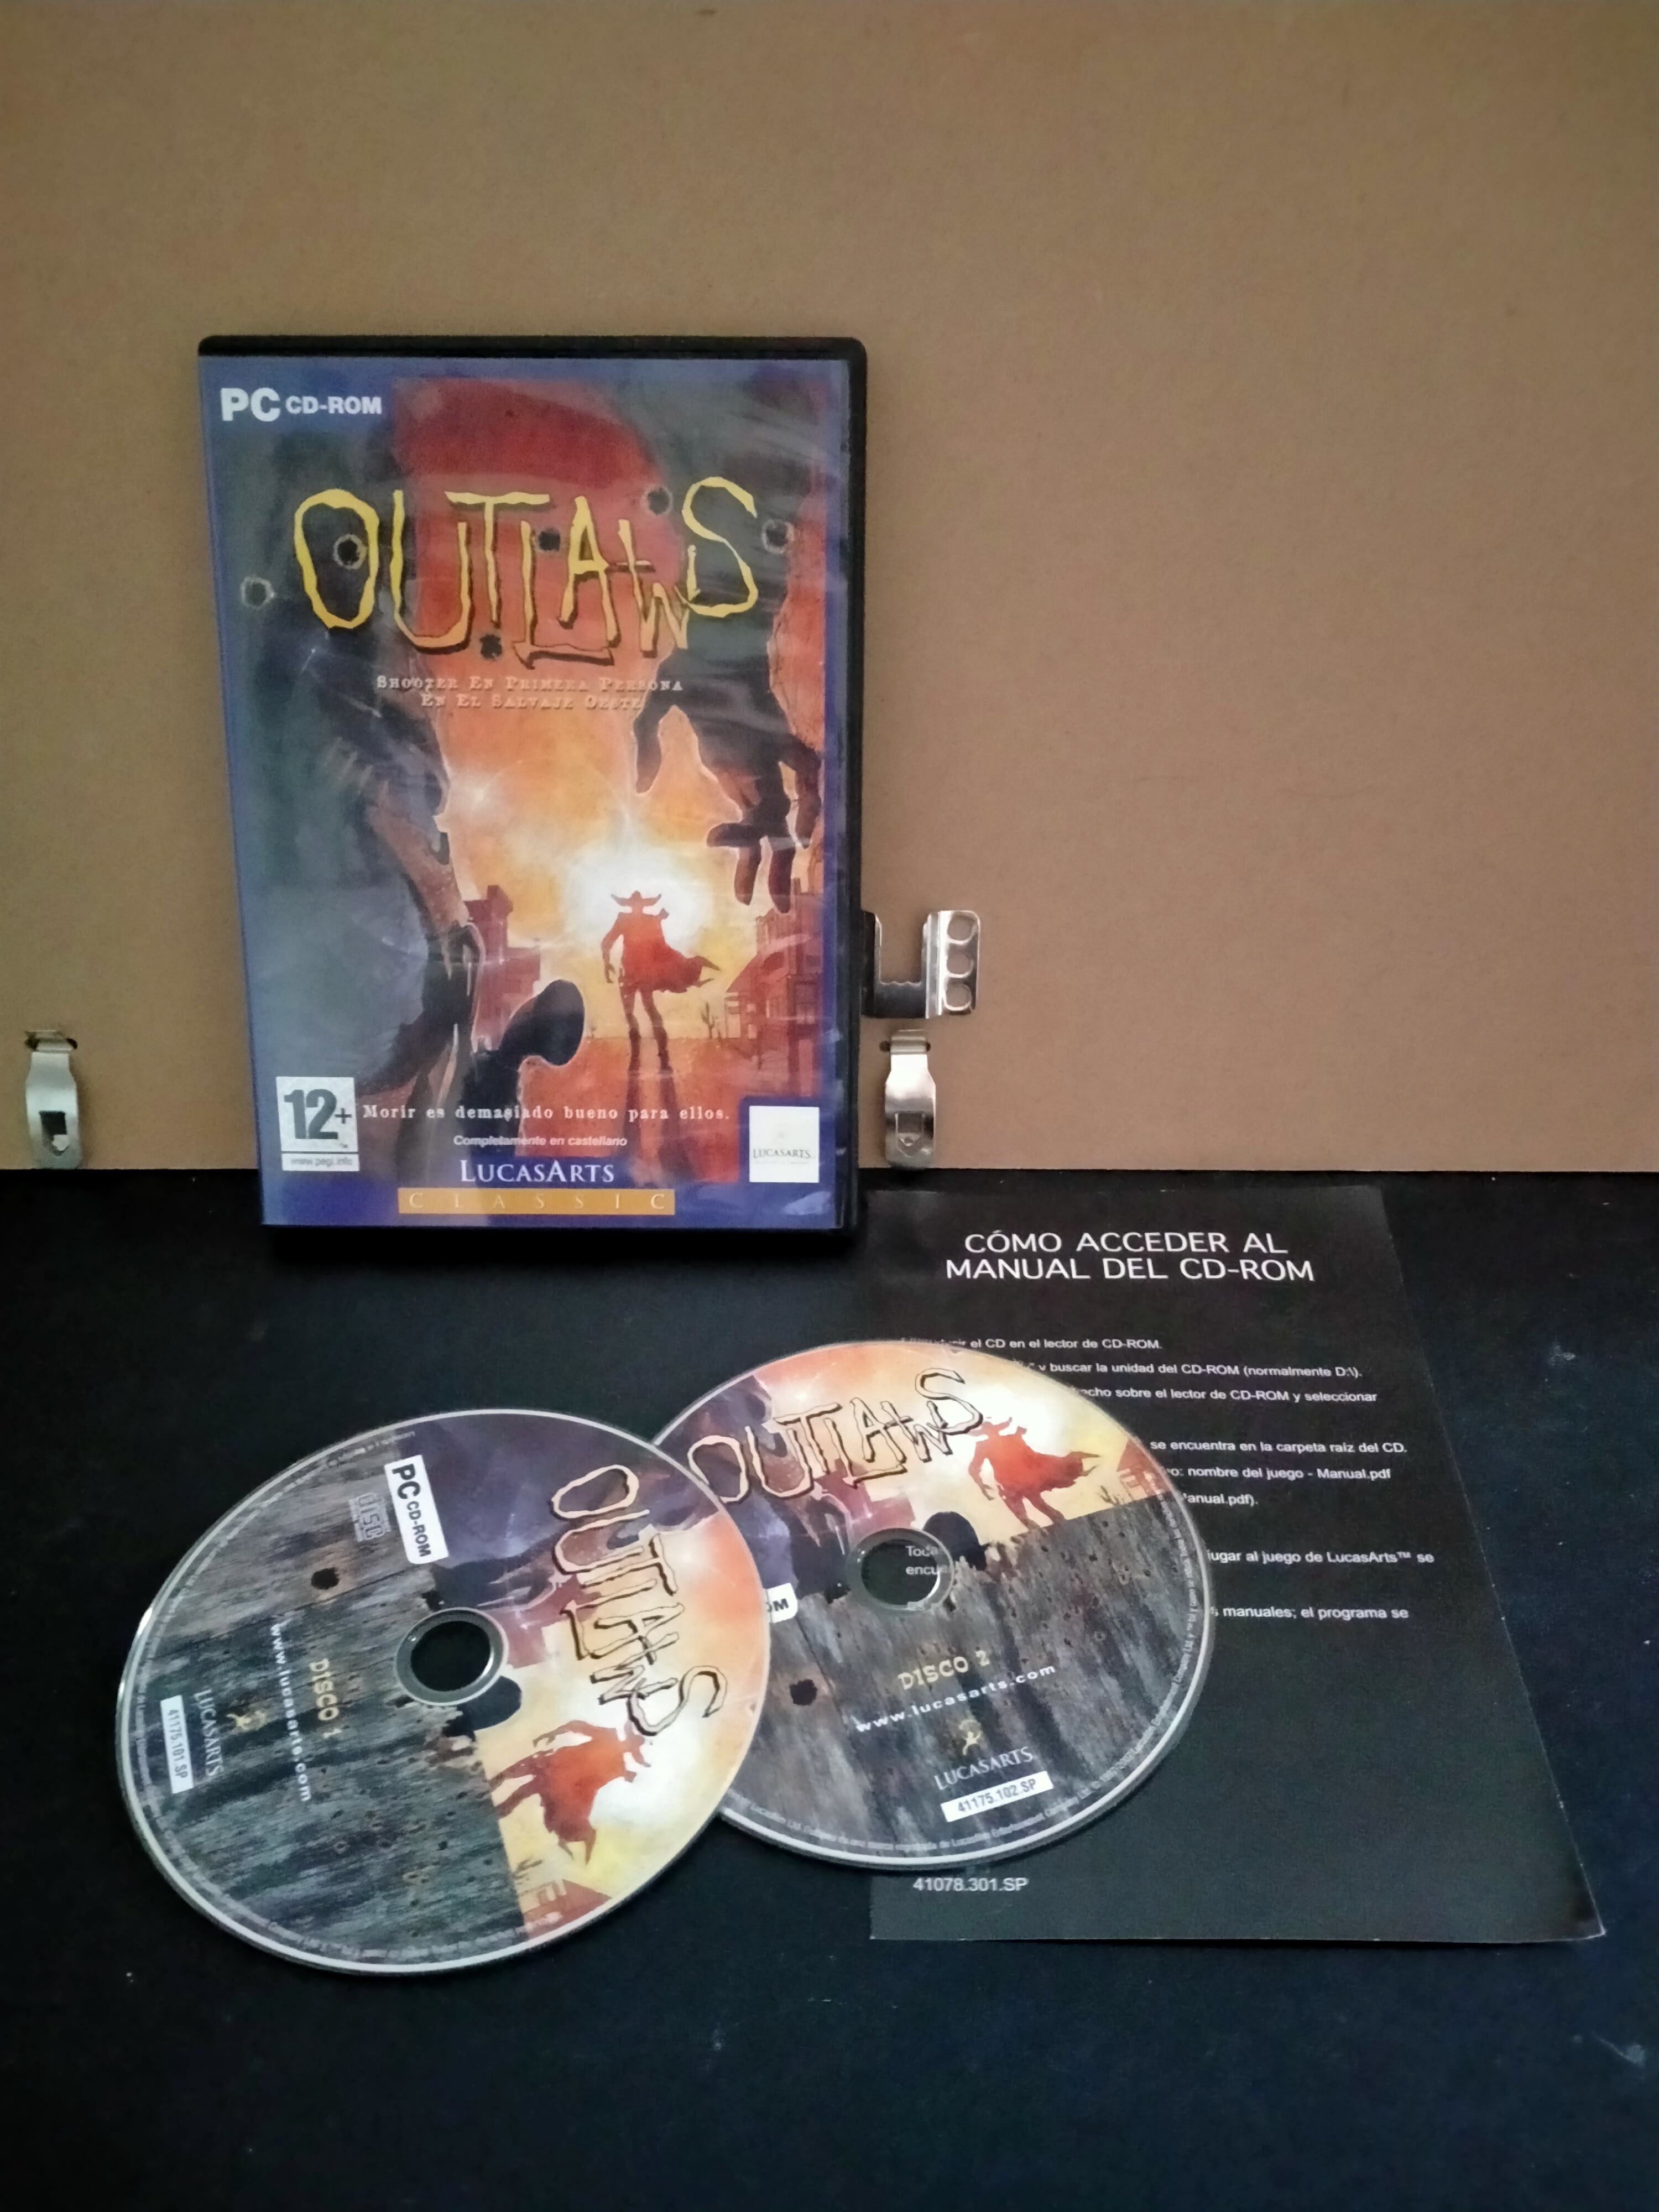 PC CD-ROM
OUTLAWS
SHOOTER EN PRIMERA PERSONA
EN EL SALVAJE OESTE
12+
www.pegi.info
Morir es demasiado bueno para ellos.
Completamente en castellano
LUCASARTS
CLASSIC
LUCASARTS
CÓMO ACCEDER AL
MANUAL DEL CD-ROM
el CD en el lector de CD-ROM.
y buscar la unidad del CD-ROM (normalmente D:\).
sobre el lector de CD-ROM y seleccionar
se encuentra en la carpeta raíz del CD.
nombre del juego - Manual.pdf
Manual.pdf).
jugar al juego de LucasArts™ se
manuales; el programa se
41078.301.SP
OUTLAWS
OM
DISCO 2
www.lucasarts.com
LUCASARTS
41175.102.SP
OUTLAWS
PC CD-ROM
DISCO 1
www.lucasarts.com
LUCASARTS
41175.101.SP